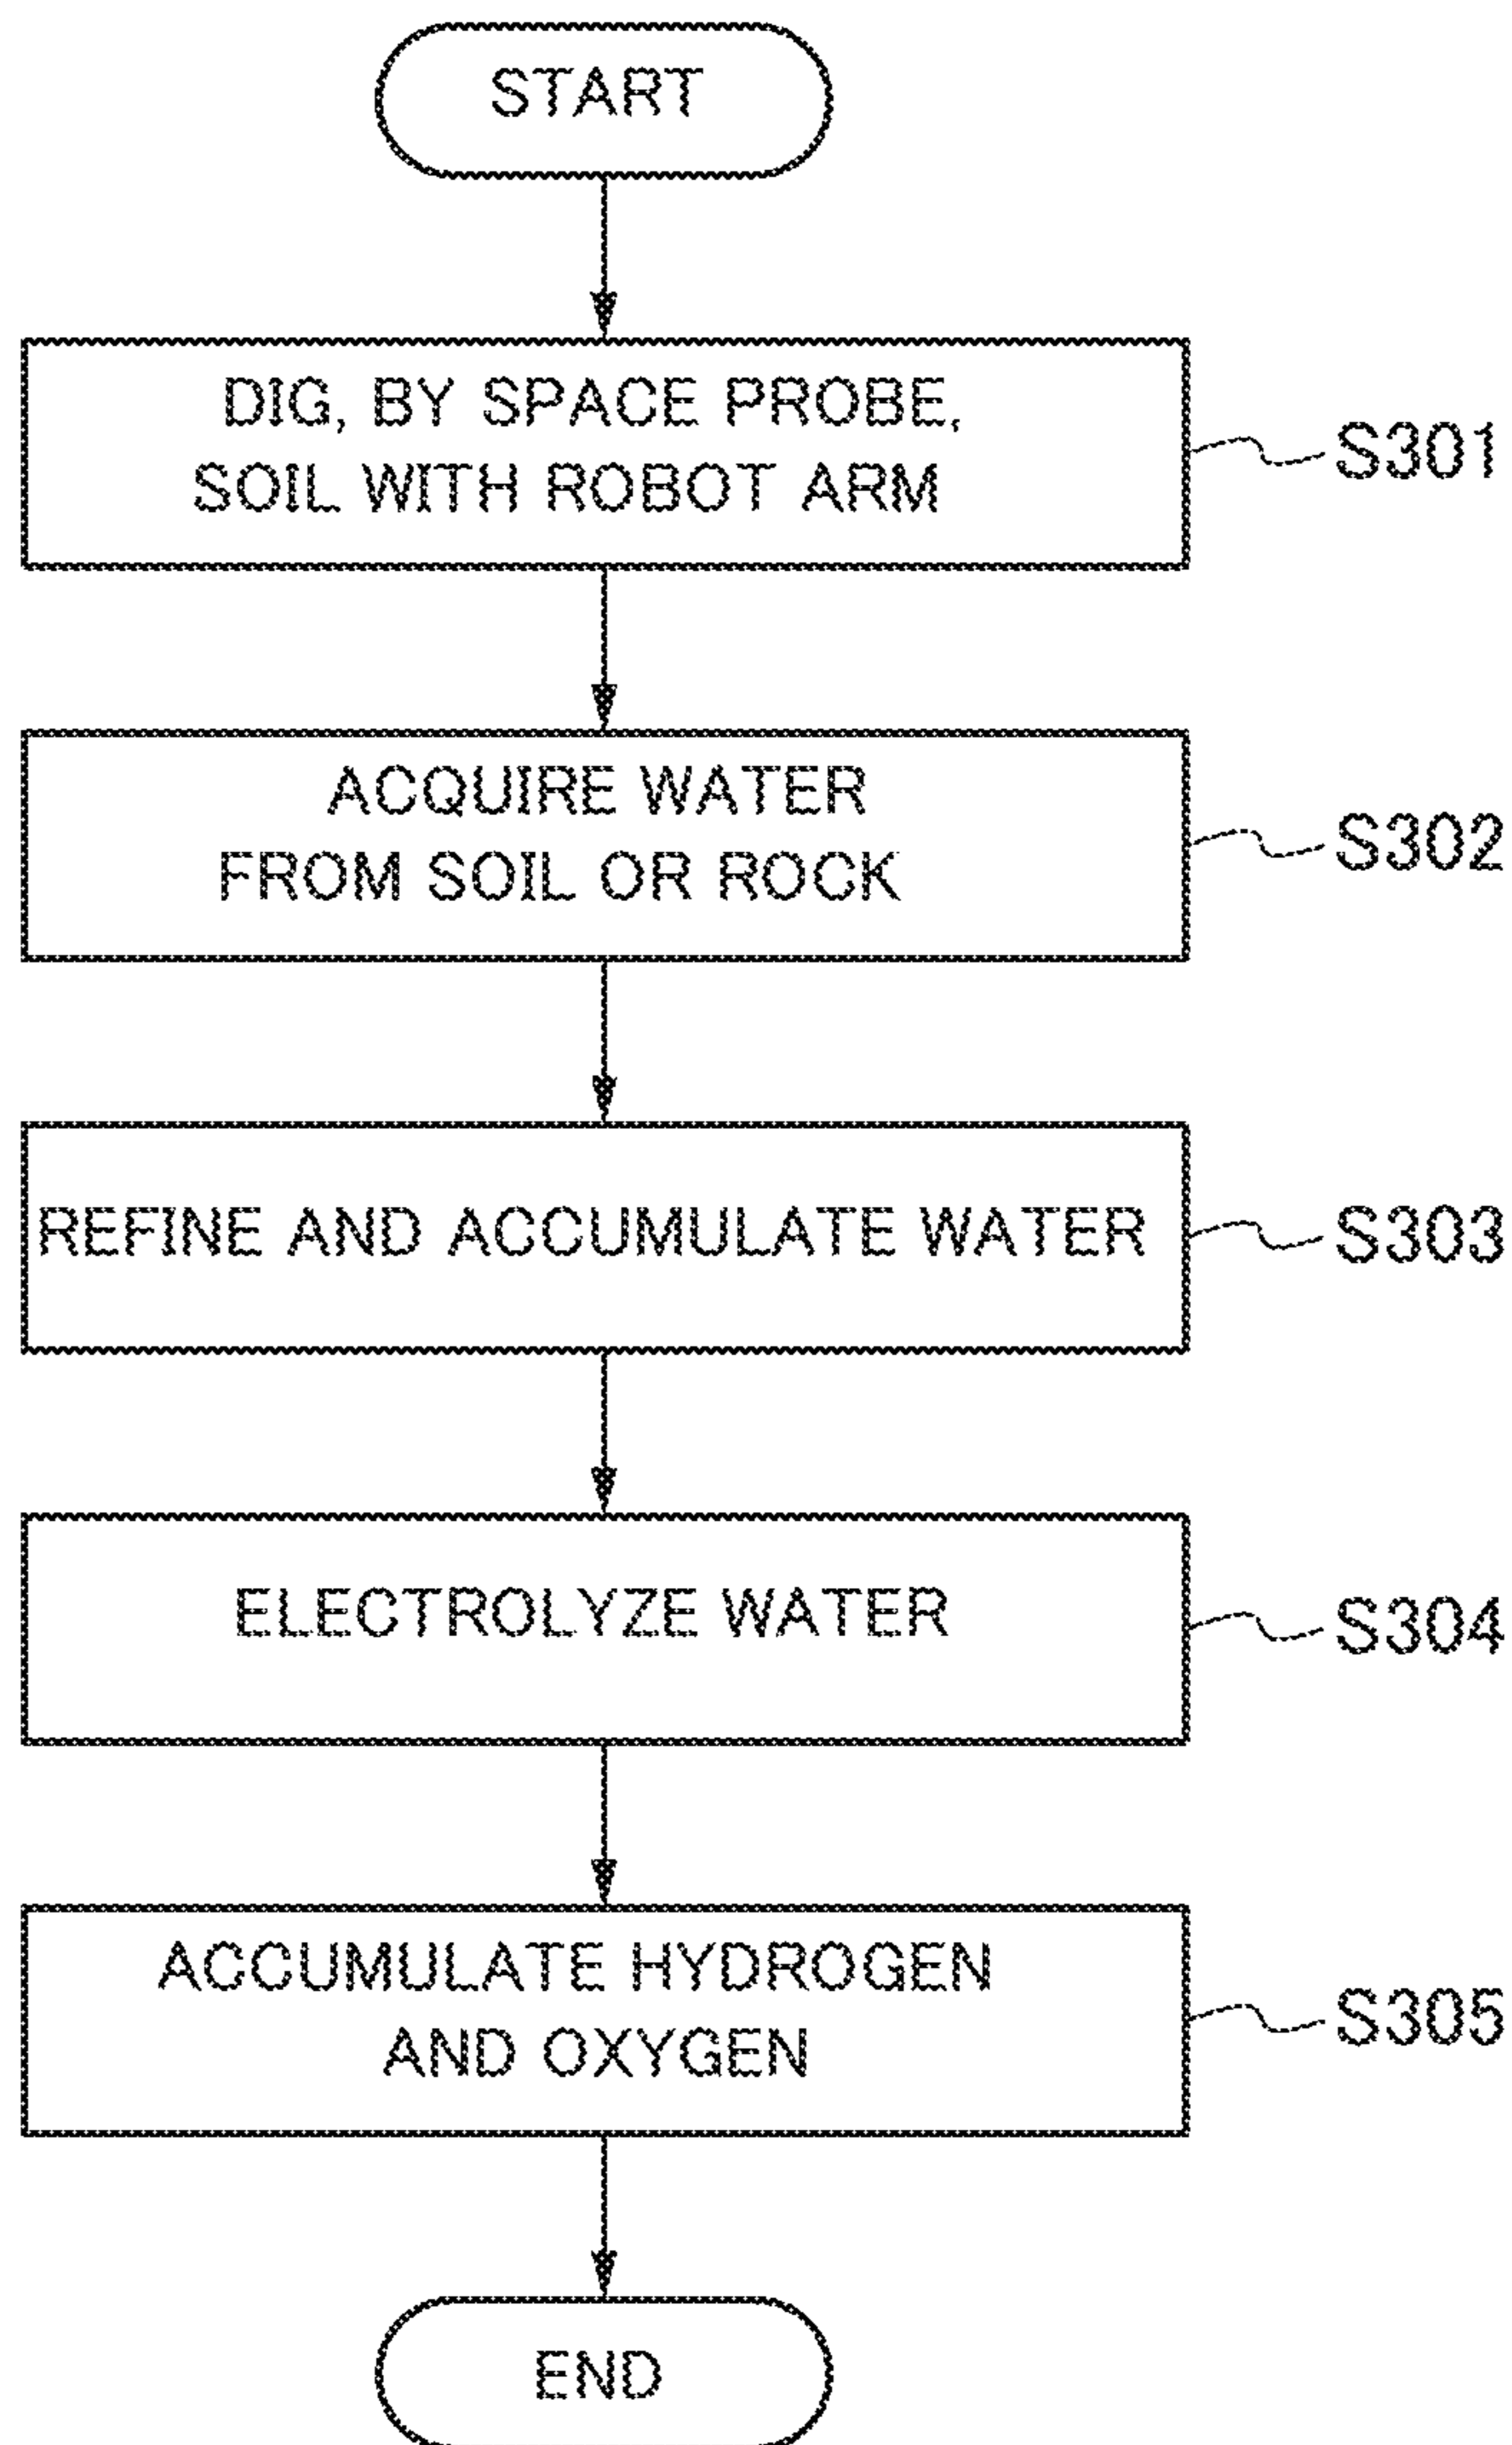 START
DIG, BY SPACE PROBE,
SOIL WITH ROBOT ARM
S301
ACQUIRE WATER
FROM SOIL OR ROCK
S302
REFINE AND ACCUMULATE WATER
S303
ELECTROLYZE WATER
S304
ACCUMULATE HYDROGEN
AND OXYGEN
S305
END